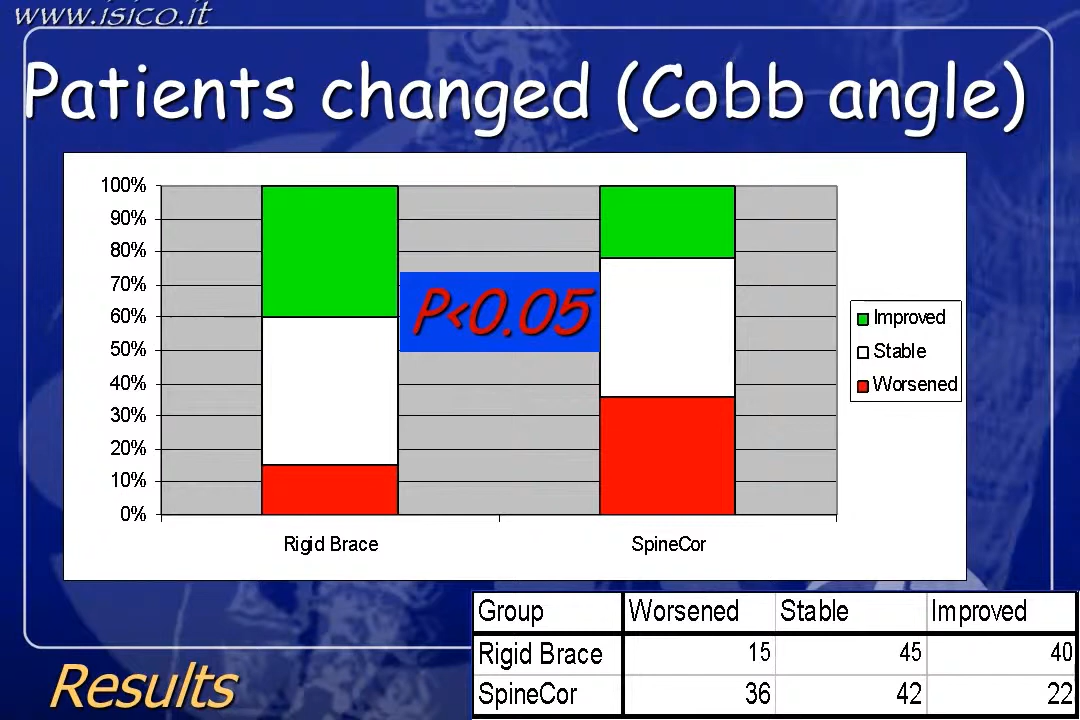 www.isico.it
Patients changed (Cobb angle)
100%
90%
80%
70%
60%
50%
40%
30%
20%
10%
0%
P<0.05
Improved
Stable
Worsened
Rigid Brace SpineCor
Group Worsened Stable Improved
Rigid Brace 15 45 40
SpineCor 36 42 22
Results